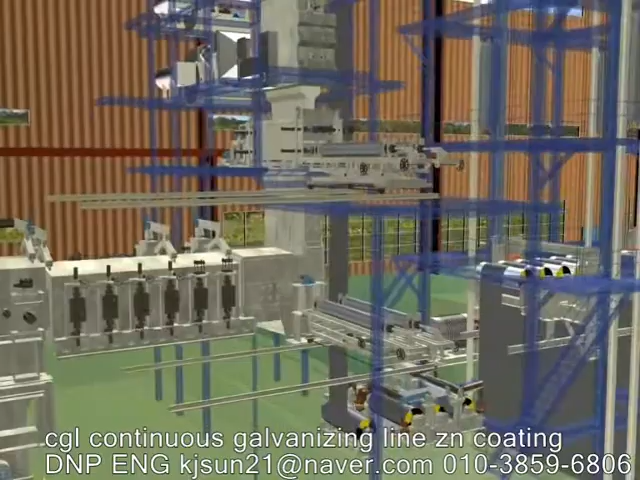 cgl continuous galvanizing line zn coating
DNP ENG kjsun21@naver.com 010-3859-6806